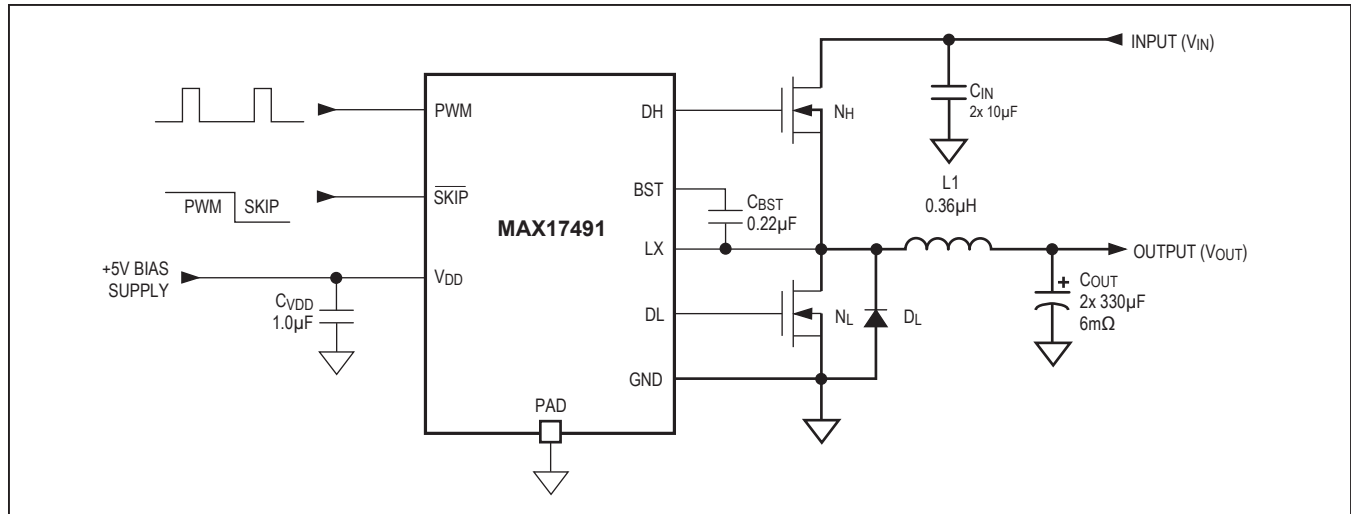 INPUT (VIN)
CIN
2x 10µF
PWM
DH
NH
L1
0.36µH
BST
CBST
0.22µF
SKIP
PWM
SKIP
MAX17491
LX
OUTPUT (VOUT)
+5V BIAS
SUPPLY
VDD
CVDD
1.0µF
DL
NL
DL
+
COUT
2x 330µF
6mΩ
GND
PAD